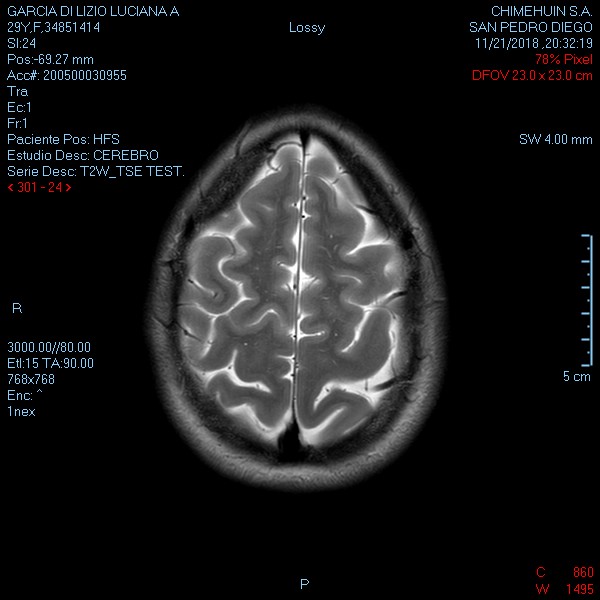 GARCIA DI LIZIO LUCIANA A
29Y,F,34851414
Sl:24
Pos:-69.27 mm
Acc#: 200500030955
Tra
Ec:1
Fr:1
Paciente Pos: HFS
Estudio Desc: CEREBRO
Serie Desc: T2W_TSE TEST.
< 301 - 24 >
Lossy
CHIMEHUIN S.A.
SAN PEDRO DIEGO
11/21/2018 ,20:32:19
78% Pixel
DFOV 23.0 x 23.0 cm
SW 4.00 mm
R
3000.00//80.00
Etl:15 TA:90.00
768x768
Enc: ^
1nex
5 cm
P
C 860
W 1495